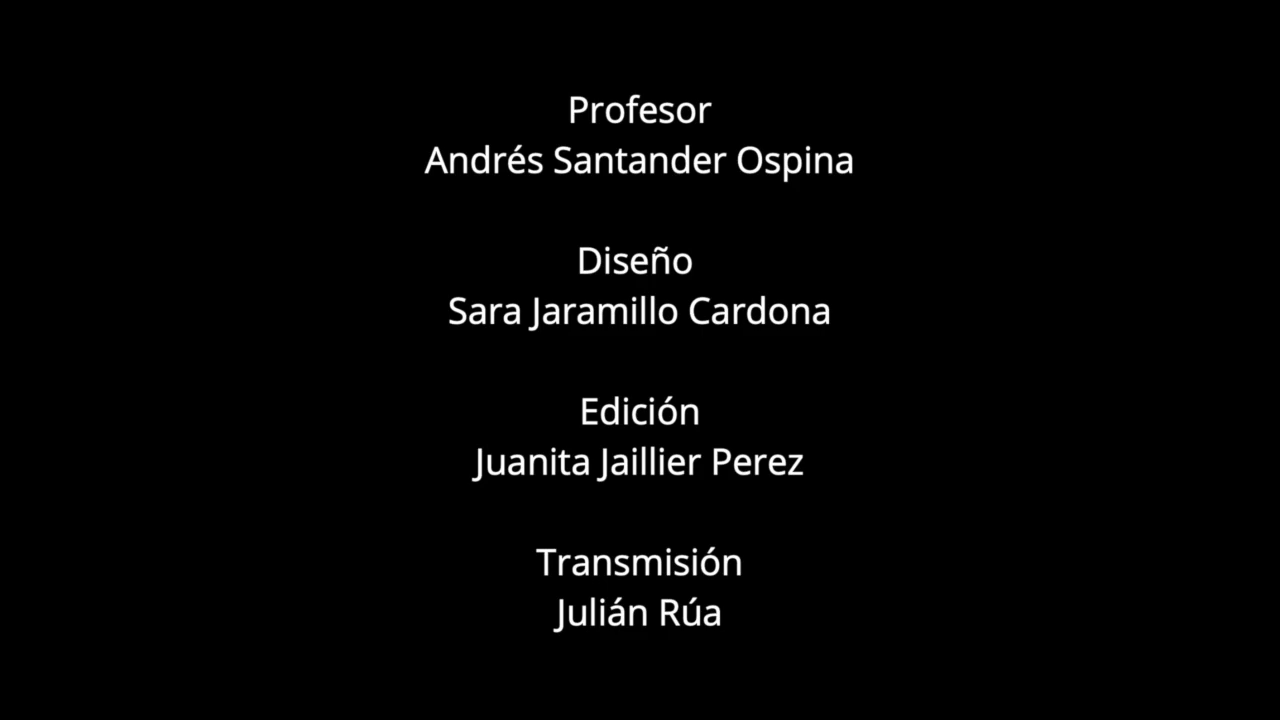 Profesor
Andrés Santander Ospina
Diseño
Sara Jaramillo Cardona
Edición
Juanita Jaillier Perez
Transmisión
Julián Rúa